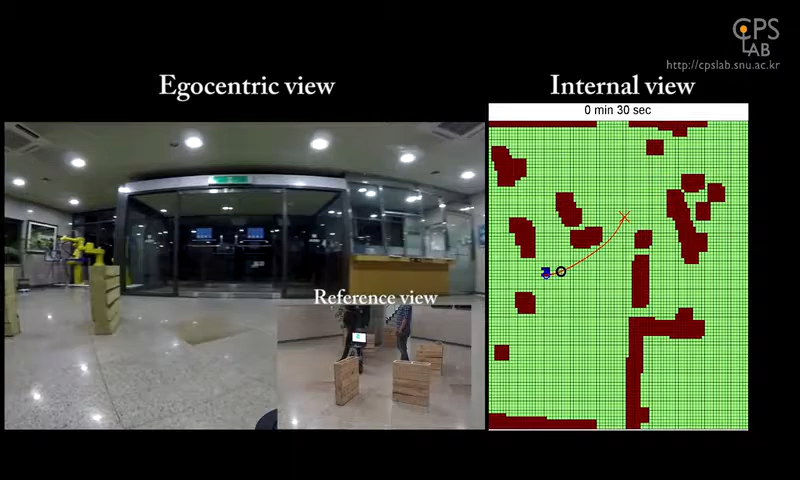 CPS
LAB
http://cpslab.snu.ac.kr
Egocentric view
Internal view
0 min 30 sec
Reference view